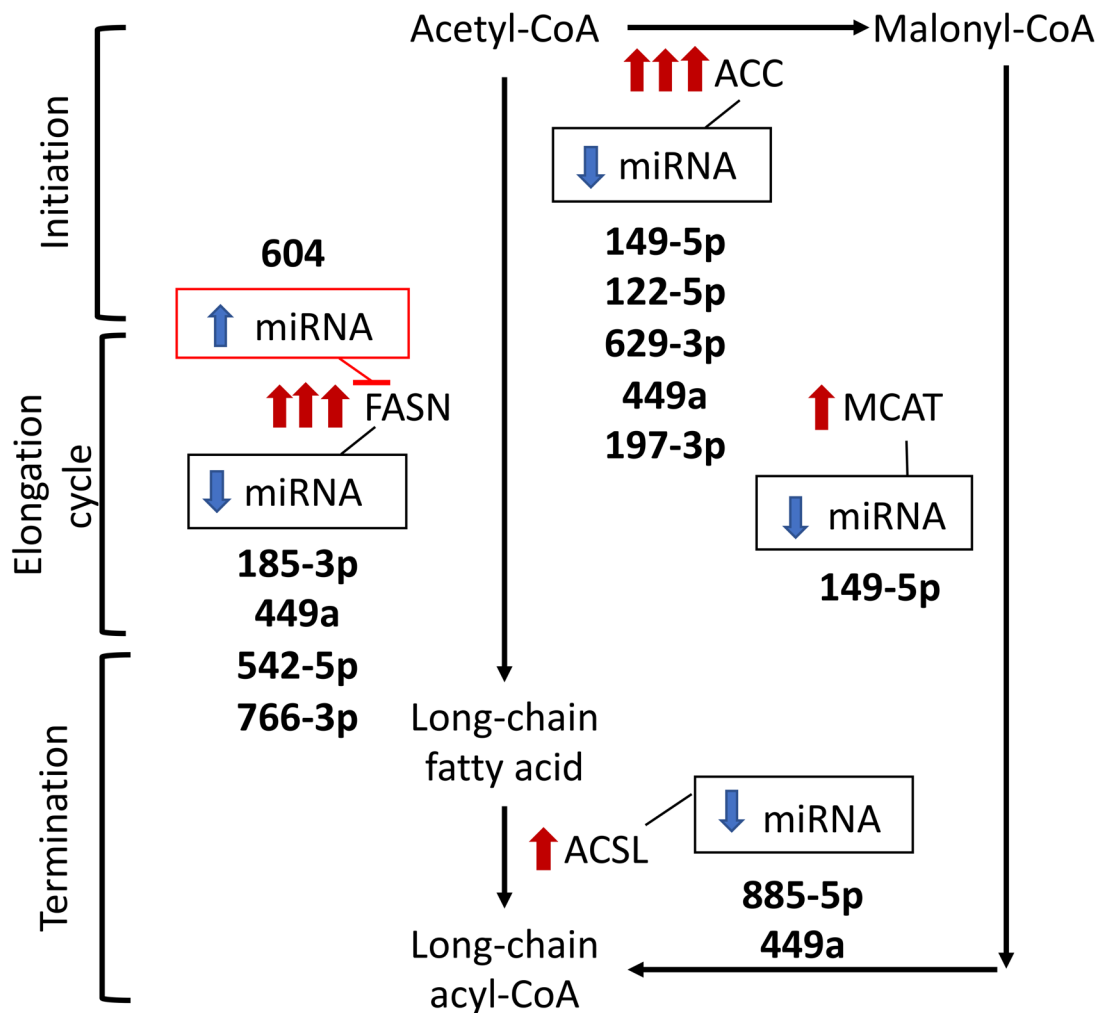 Acetyl-CoA
Malonyl-CoA
ACC
miRNA
149-5p
122-5p
629-3p
449a
197-3p
Initiation
604
miRNA
FASN
miRNA
185-3p
449a
542-5p
766-3p
Elongation
cycle
MCAT
miRNA
149-5p
Termination
Long-chain
fatty acid
ACSL
miRNA
885-5p
449a
Long-chain
acyl-CoA